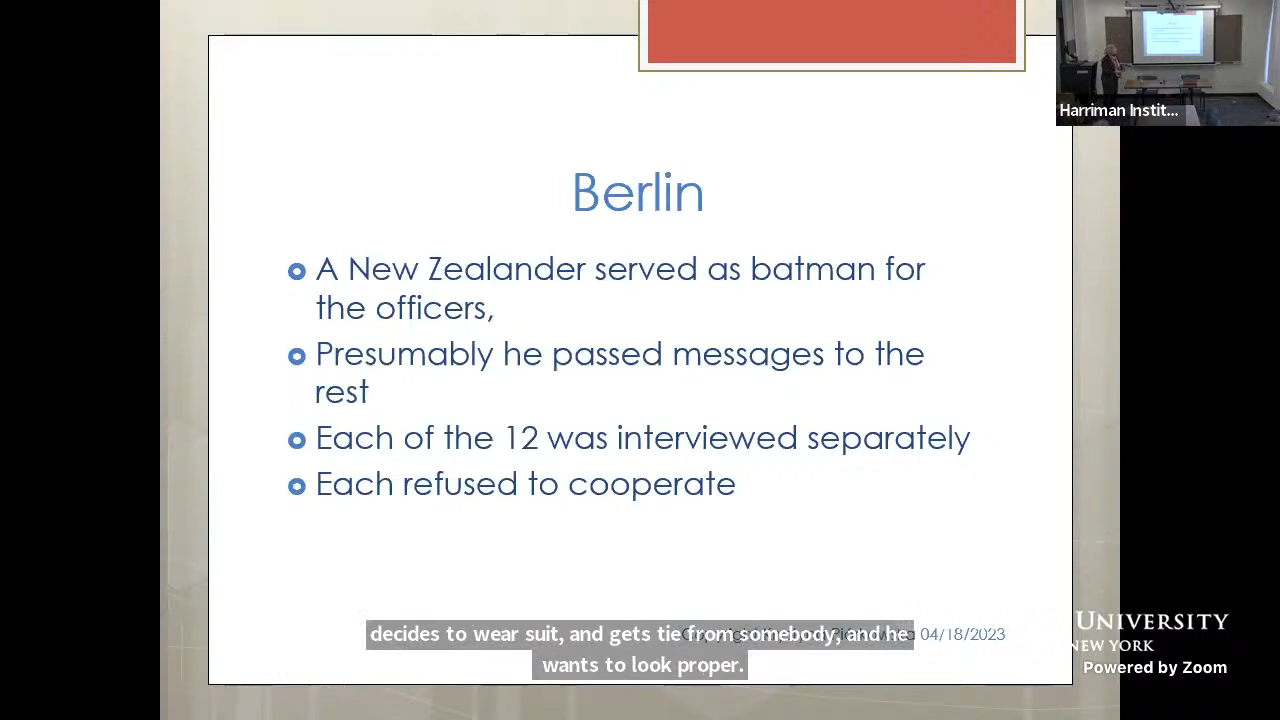 Berlin
A New Zealander served as batman for
the officers,
Presumably he passed messages to the
rest
Each of the 12 was interviewed separately
Each refused to cooperate
decides to wear suit, and gets tie from somebody, and he
wants to look proper.
04/18/2023
Harriman Instit...
UNIVERSITY
NEW YORK
Powered by Zoom